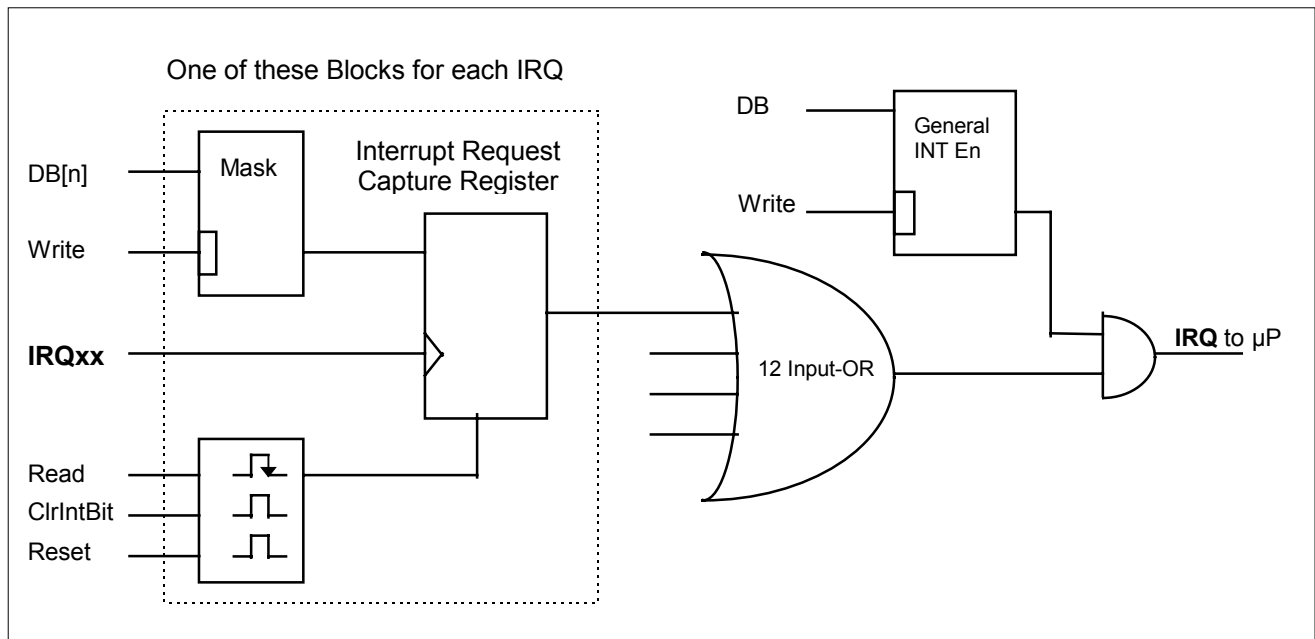 One of these Blocks for each IRQ
DB[n]
Mask
Write
Interrupt Request
Capture Register
IRQxx
Read
ClrIntBit
Reset
12 Input-OR
DB
General
INT En
Write
IRQ to µP